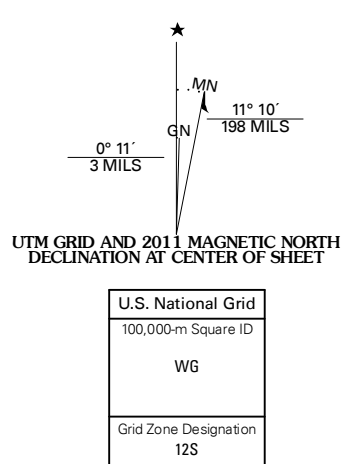 MN
GN
11° 10´
198 MILS
0° 11´
3 MILS
UTM GRID AND 2011 MAGNETIC NORTH
DECLINATION AT CENTER OF SHEET
U.S. National Grid
100,000-m Square ID
WG
Grid Zone Designation
12S